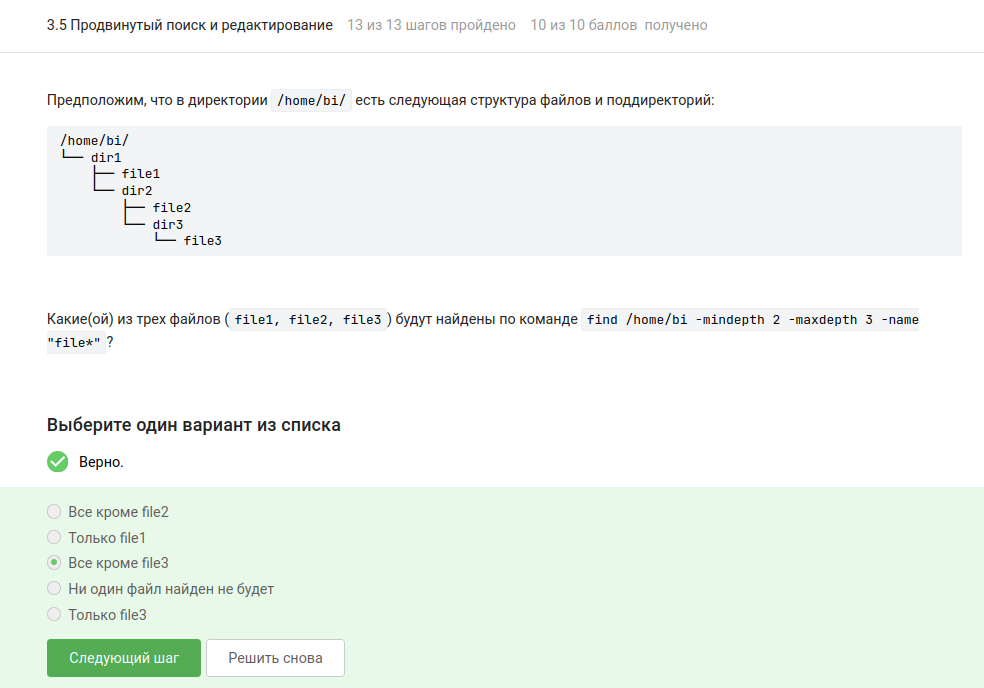 3.5 Продвинутый поиск и редактирование 13 из 13 шагов пройдено 10 из 10 баллов получено
Предположим, что в директории /home/bi/ есть следующая структура файлов и поддиректорий:
/home/bi/
└── dir1
    ├── file1
    └── dir2
        ├── file2
        └── dir3
            └── file3
Какие(ой) из трех файлов ( file1, file2, file3 ) будут найдены по команде find /home/bi -mindepth 2 -maxdepth 3 -name
"file*" ?
Выберите один вариант из списка
Верно.
Все кроме file2
Только file1
Все кроме file3
Ни один файл найден не будет
Только file3
Следующий шаг Решить снова